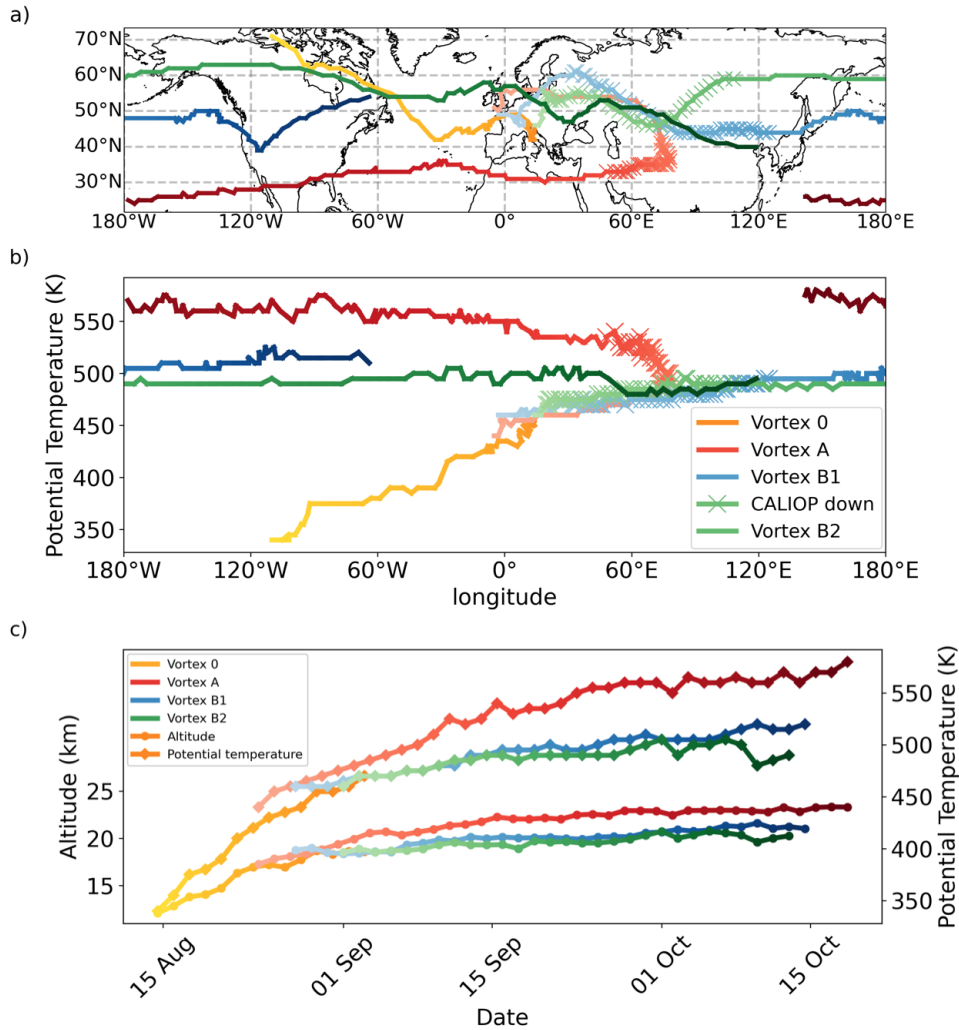 a)
70°N
60°N
50°N
40°N
30°N
180°W 120°W 60°W 0° 60°E 120°E 180°E
b)
Potential Temperature (K)
550
500
450
400
350
Vortex 0
Vortex A
Vortex B1
CALIOP down
Vortex B2
180°W 120°W 60°W 0° 60°E 120°E 180°E
longitude
c)
Vortex 0
Vortex A
Vortex B1
Vortex B2
Altitude
Potential temperature
Altitude (km)
25
20
15
Potential Temperature (K)
550
500
450
400
350
15 Aug 01 Sep 15 Sep 01 Oct 15 Oct
Date